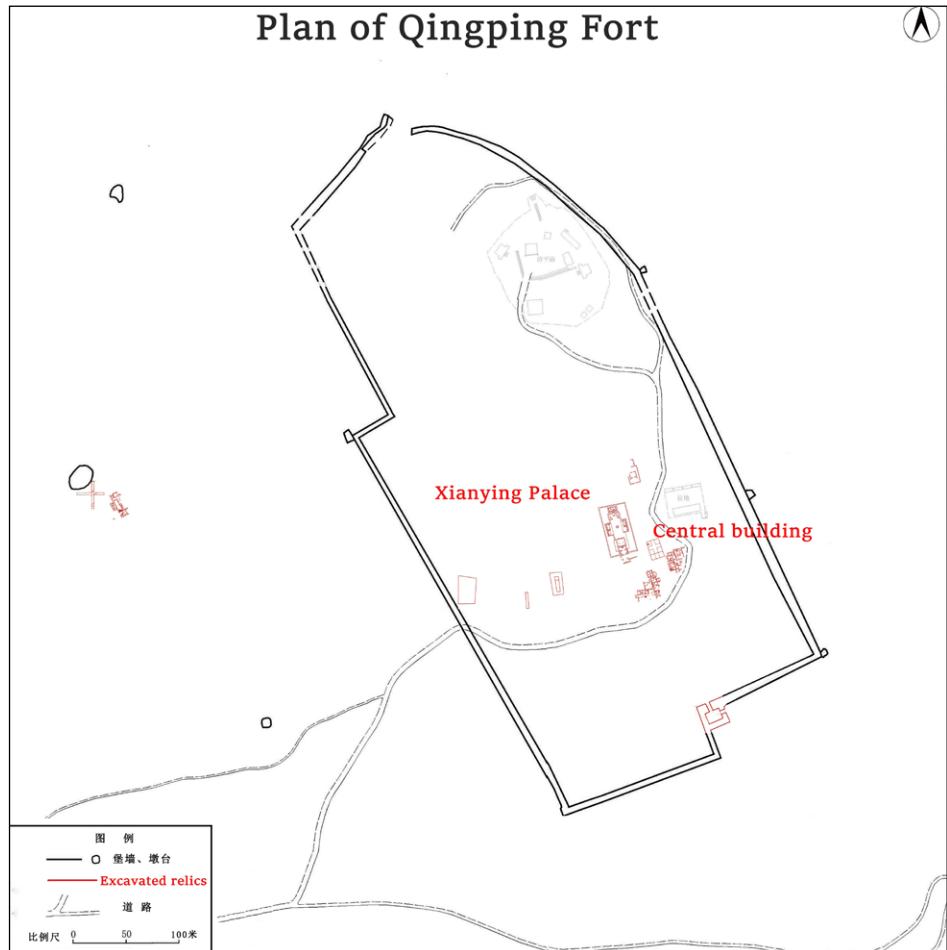 Plan of Qingping Fort
Xianying Palace
Central building
图 例
堡墙、墩台
Excavated relics
道 路
比例尺 0 50 100米